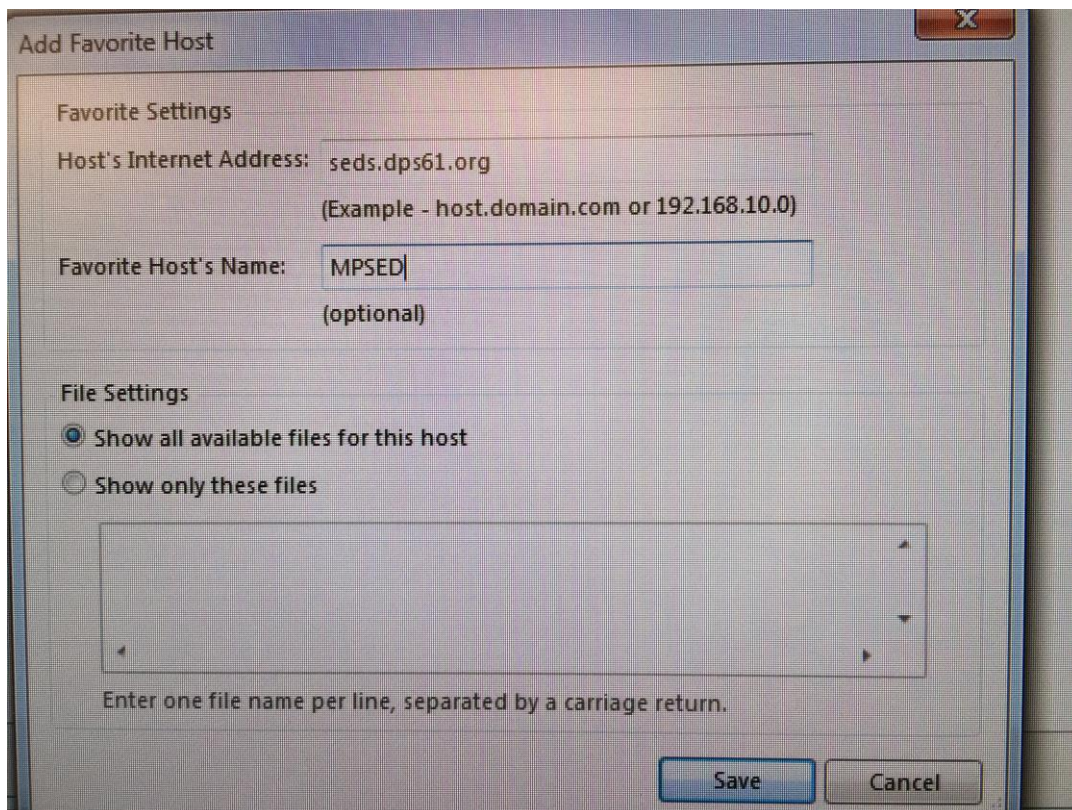 Add Favorite Host
X
Favorite Settings
Host's Internet Address: seds.dps61.org
(Example - host.domain.com or 192.168.10.0)
Favorite Host's Name: MPSED
(optional)
File Settings
Show all available files for this host
Show only these files
Enter one file name per line, separated by a carriage return.
Save Cancel